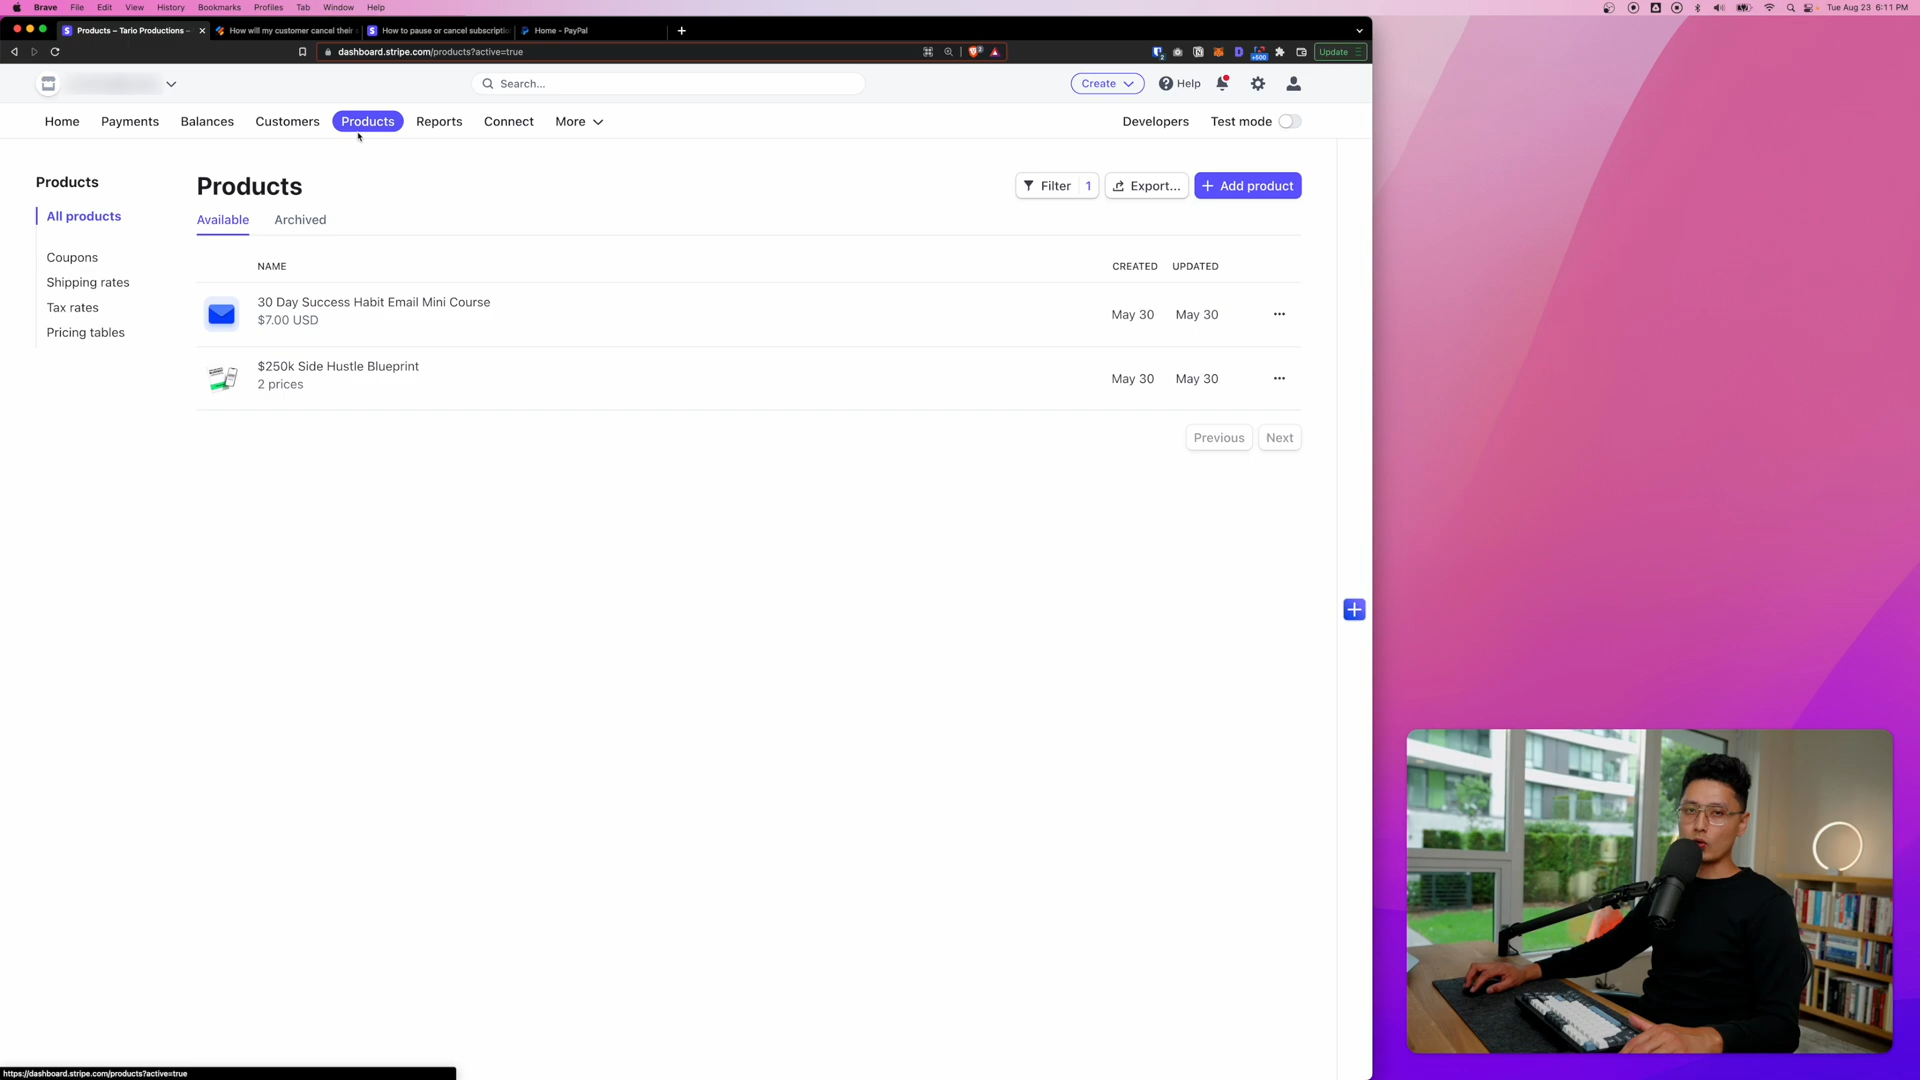 Brave File Edit View History Bookmarks Profiles Tab Window Help Tue Aug 23 6:11 PM
Products – Tario Productions – How will my customer cancel their How to pause or cancel subscriptio Home - PayPal
dashboard.stripe.com/products?active=true 2 2 +500 Update
Search... Create Help
Home Payments Balances Customers Products Reports Connect More Developers Test mode
Products
All products
Coupons
Shipping rates
Tax rates
Pricing tables
Products Filter 1 Export... Add product
Available Archived
NAME CREATED UPDATED
30 Day Success Habit Email Mini Course
$7.00 USD May 30 May 30
$250k Side Hustle Blueprint
2 prices May 30 May 30
Previous Next
https://dashboard.stripe.com/products?active=true